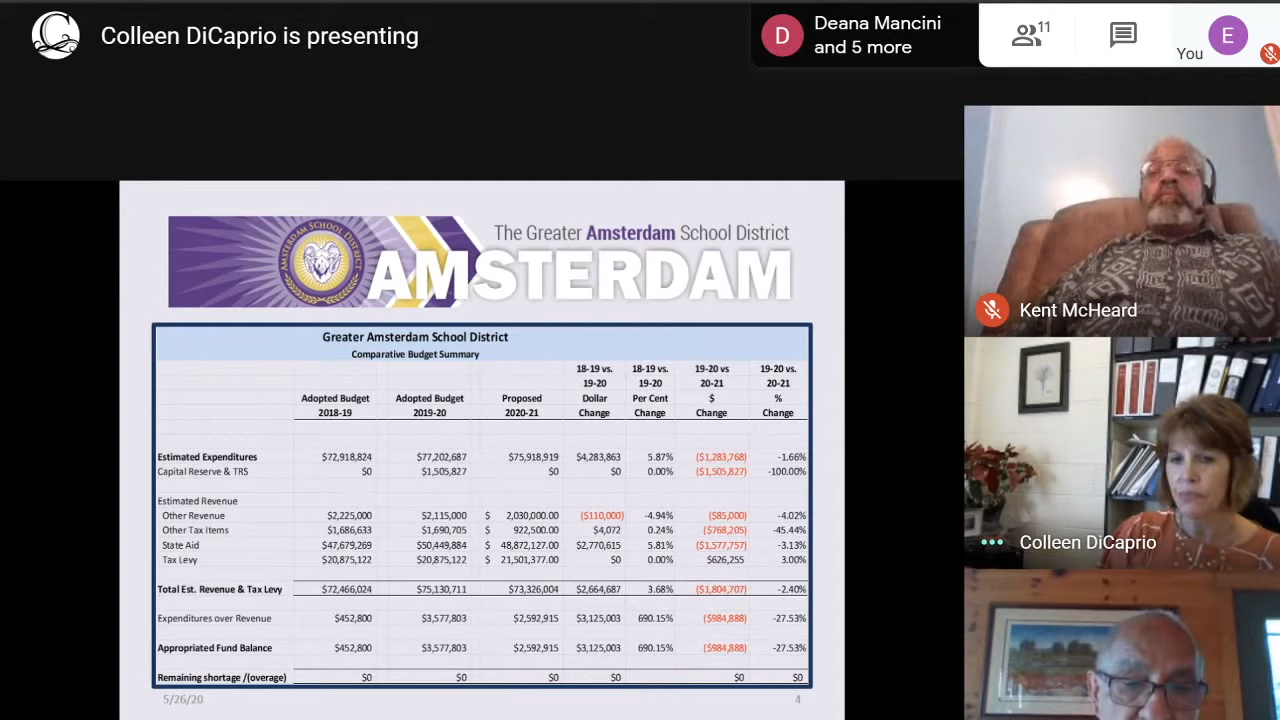 Colleen DiCaprio is presenting
Deana Mancini
and 5 more
D
11
You
E
The Greater Amsterdam School District
AMSTERDAM
AMSTERDAM SCHOOL DISTRICT
Greater Amsterdam School District
Comparative Budget Summary
18-19 vs. 18-19 vs. 19-20 vs 19-20 vs.
19-20 19-20 20-21 20-21
Adopted Budget Adopted Budget Proposed Dollar Per Cent $ %
2018-19 2019-20 2020-21 Change Change Change Change
Estimated Expenditures $72,918,824 $77,202,687 $75,918,919 $4,283,863 5.87% ($1,283,768) -1.66%
Capital Reserve & TRS $0 $1,505,827 $0 $0 0.00% ($1,505,827) -100.00%
Estimated Revenue
Other Revenue $2,225,000 $2,115,000 $ 2,030,000.00 ($110,000) -4.94% ($85,000) -4.02%
Other Tax Items $1,686,633 $1,690,705 $ 922,500.00 $4,072 0.24% ($768,205) -45.44%
State Aid $47,679,269 $50,449,884 $ 48,872,127.00 $2,770,615 5.81% ($1,577,757) -3.13%
Tax Levy $20,875,122 $20,875,122 $ 21,501,377.00 $0 0.00% $626,255 3.00%
Total Est. Revenue & Tax Levy $72,466,024 $75,130,711 $73,326,004 $2,664,687 3.68% ($1,804,707) -2.40%
Expenditures over Revenue $452,800 $3,577,803 $2,592,915 $3,125,003 690.15% ($984,888) -27.53%
Appropriated Fund Balance $452,800 $3,577,803 $2,592,915 $3,125,003 690.15% ($984,888) -27.53%
Remaining shortage /(overage) $0 $0 $0 $0 $0 $0 $0
5/26/20 4
Kent McHeard
Colleen DiCaprio